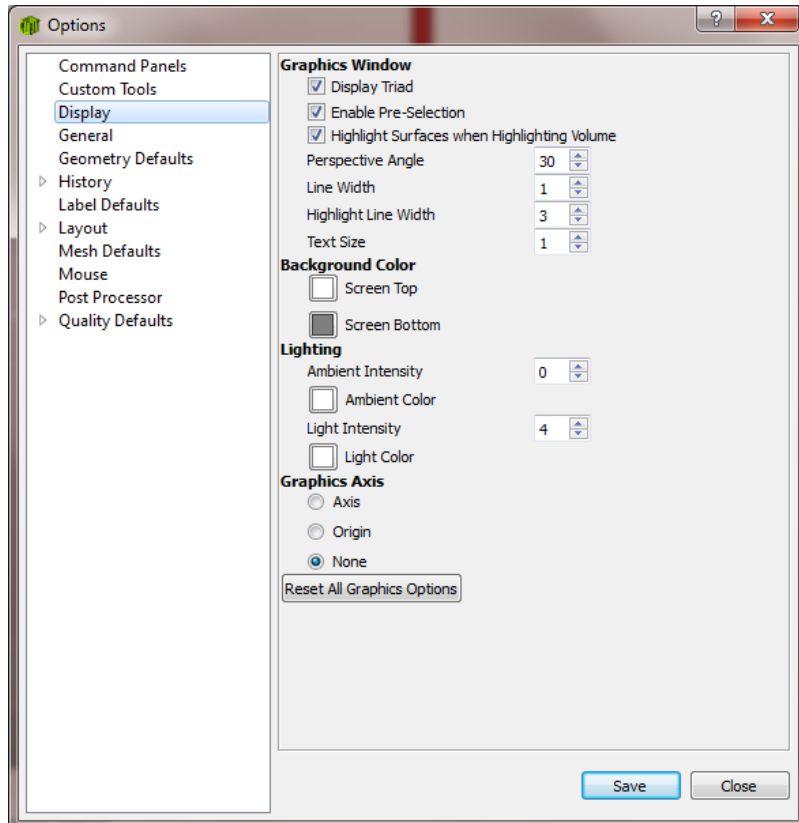 Options
?
X
Command Panels
Custom Tools
Display
General
Geometry Defaults
History
Label Defaults
Layout
Mesh Defaults
Mouse
Post Processor
Quality Defaults
Graphics Window
Display Triad
Enable Pre-Selection
Highlight Surfaces when Highlighting Volume
Perspective Angle 30
Line Width 1
Highlight Line Width 3
Text Size 1
Background Color
Screen Top
Screen Bottom
Lighting
Ambient Intensity 0
Ambient Color
Light Intensity 4
Light Color
Graphics Axis
Axis
Origin
None
Reset All Graphics Options
Save Close